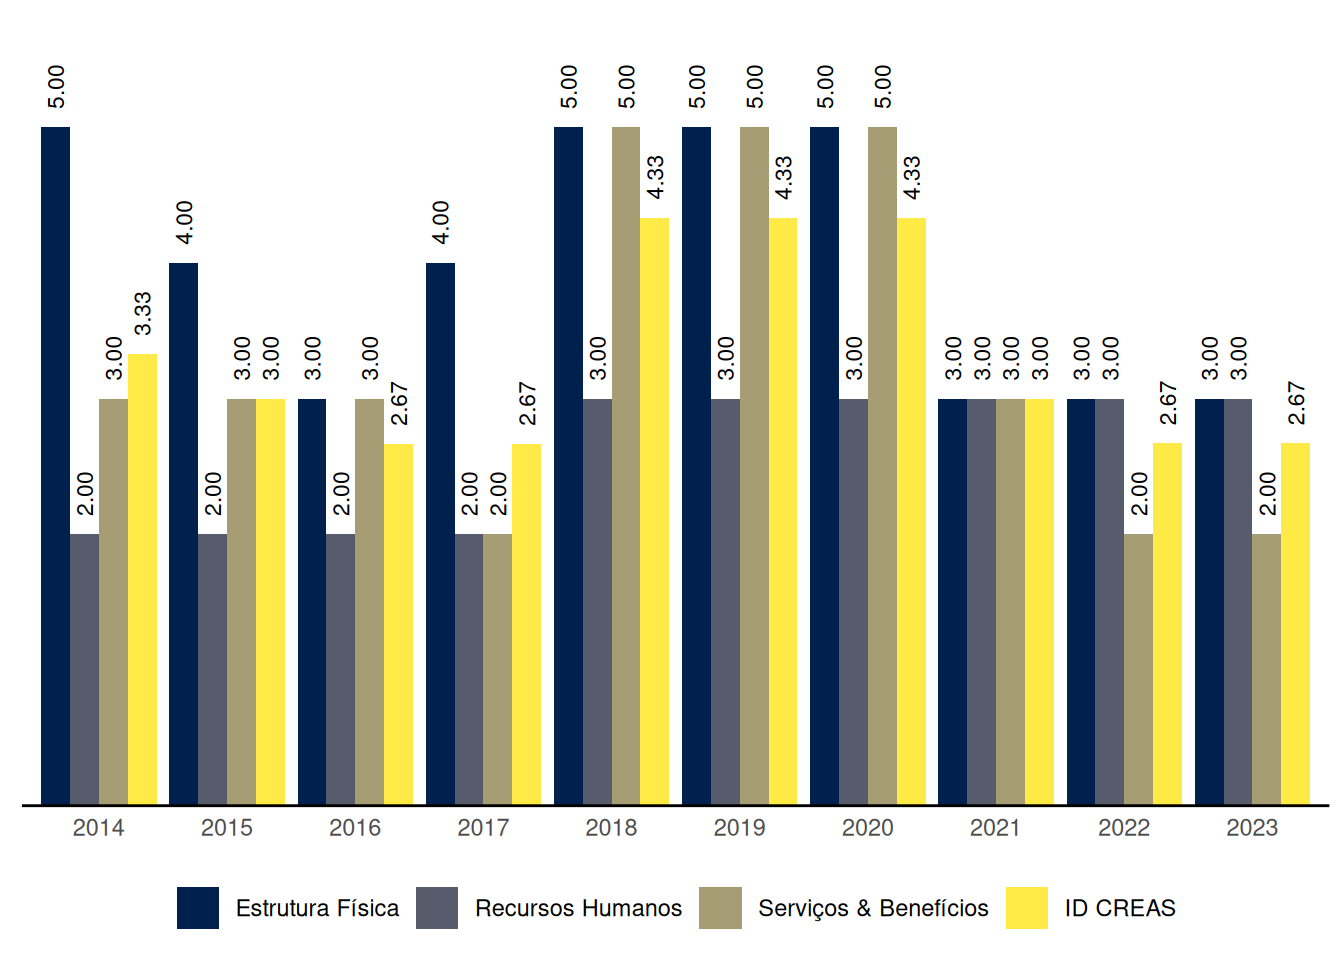 5.00 2.00 3.00 3.33 4.00 2.00 3.00 3.00 3.00 2.00 3.00 2.67 4.00 2.00 2.00 2.67 5.00 3.00 5.00 4.33 5.00 3.00 5.00 4.33 5.00 3.00 5.00 4.33 3.00 3.00 3.00 3.00 3.00 3.00 2.00 2.67 3.00 3.00 2.00 2.67
2014 2015 2016 2017 2018 2019 2020 2021 2022 2023
Estrutura Física Recursos Humanos Serviços & Benefícios ID CREAS